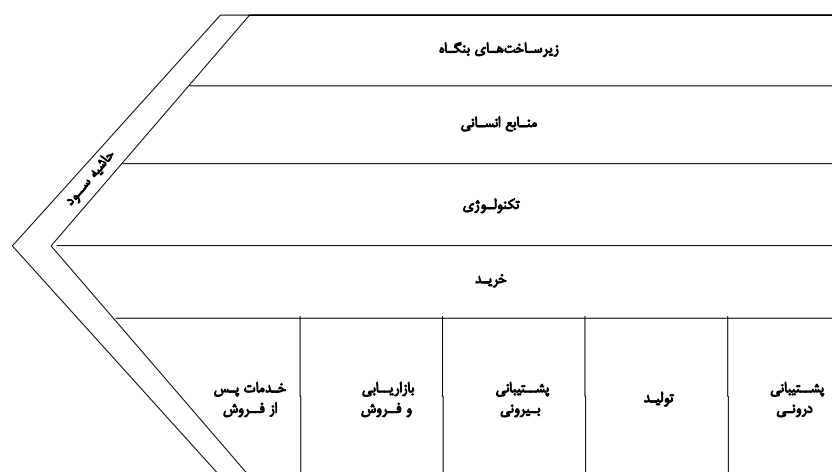 زیرساخت‌های بنگاه
منابع انسانی
حاشیه سود
تکنولوژی
خرید
پشتیبانی
درونی
تولید
پشتیبانی
بیرونی
بازاریابی
و فروش
خدمات پس
از فروش